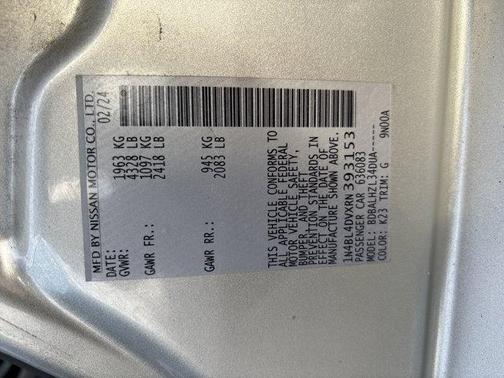 MFD BY NISSAN MOTOR CO., LTD.
DATE: 02/24
GVWR: 1963 KG
4328 LB
GAWR FR.: 1097 KG
2418 LB
GAWR RR.: 945 KG
2083 LB
THIS VEHICLE CONFORMS TO
ALL APPLICABLE FEDERAL
MOTOR VEHICLE SAFETY,
BUMPER, AND THEFT
PREVENTION STANDARDS IN
EFFECT ON THE DATE OF
MANUFACTURE SHOWN ABOVE.
1N4BL4DVXRN393153
PASSENGER CAR 636083
MODEL: BDBALHZL34DUA-----
COLOR: K23 TRIM: G 9N00A